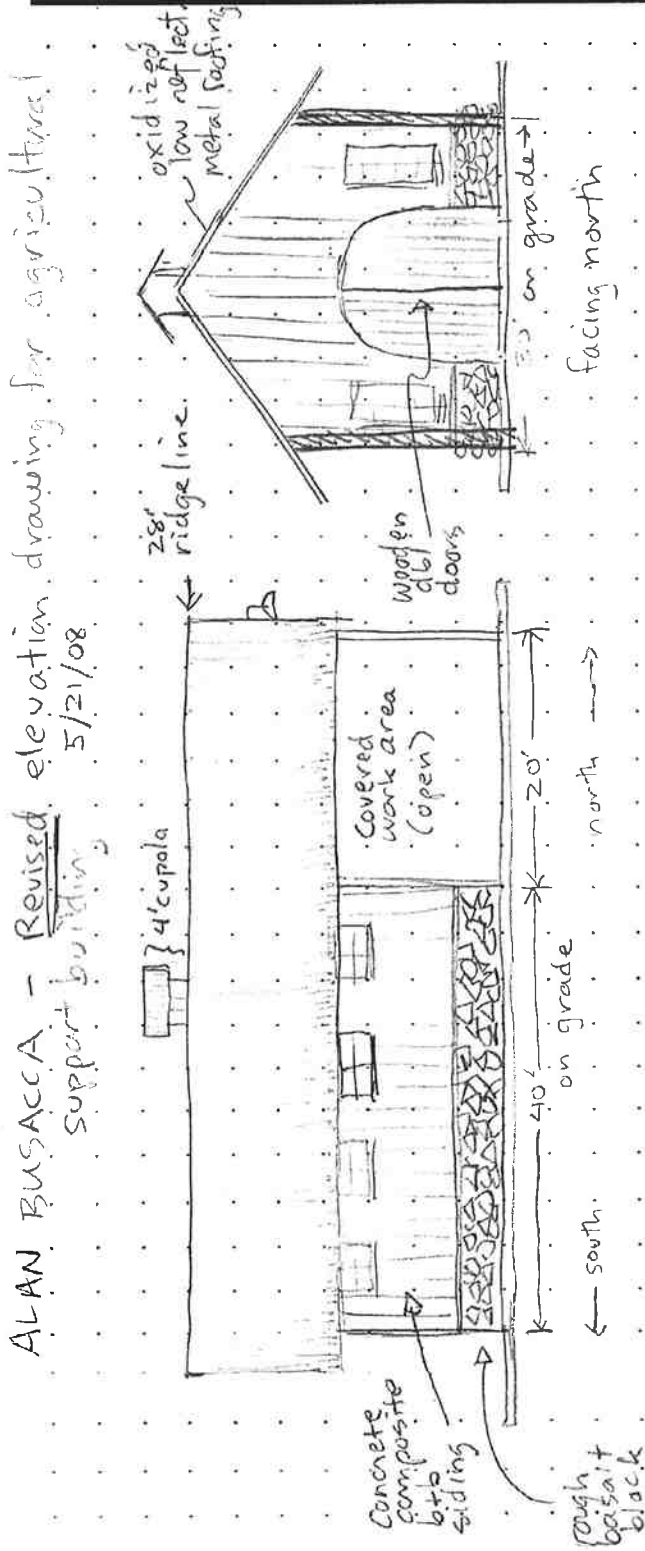 ALAN BUSACCA - Revised elevation drawing for agricultural
support building 5/21/08
} 4' cupola
28'
ridgeline
oxidized
low reflect.
metal roofing
Covered
work area
(open)
Wooden
dbl
doors
Concrete
composite
b+b
siding
rough
basalt
block
40'
20'
on grade
← south
north →
on grade →
facing north